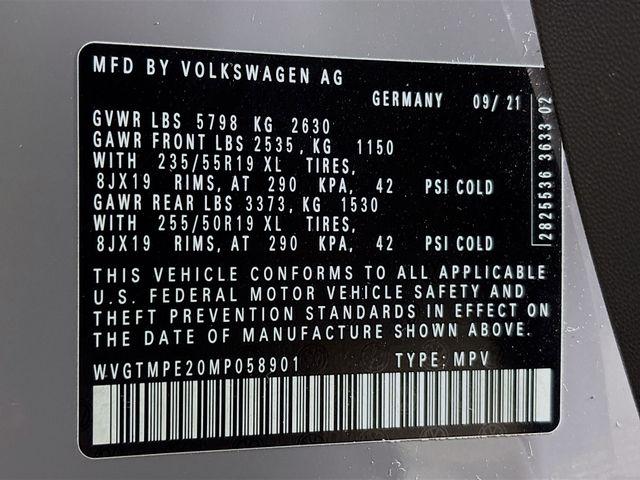 MFD BY VOLKSWAGEN AG
GERMANY 09/21
GVWR LBS 5798 KG 2630
GAWR FRONT LBS 2535, KG 1150
WITH 235/55R19 XL TIRES,
8JX19 RIMS, AT 290 KPA, 42 PSI COLD
GAWR REAR LBS 3373, KG 1530
WITH 255/50R19 XL TIRES,
8JX19 RIMS, AT 290 KPA, 42 PSI COLD
THIS VEHICLE CONFORMS TO ALL APPLICABLE
U.S. FEDERAL MOTOR VEHICLE SAFETY AND
THEFT PREVENTION STANDARDS IN EFFECT ON
THE DATE OF MANUFACTURE SHOWN ABOVE.
WVGTMPE20MP058901 TYPE: MPV
2825536 3633 02